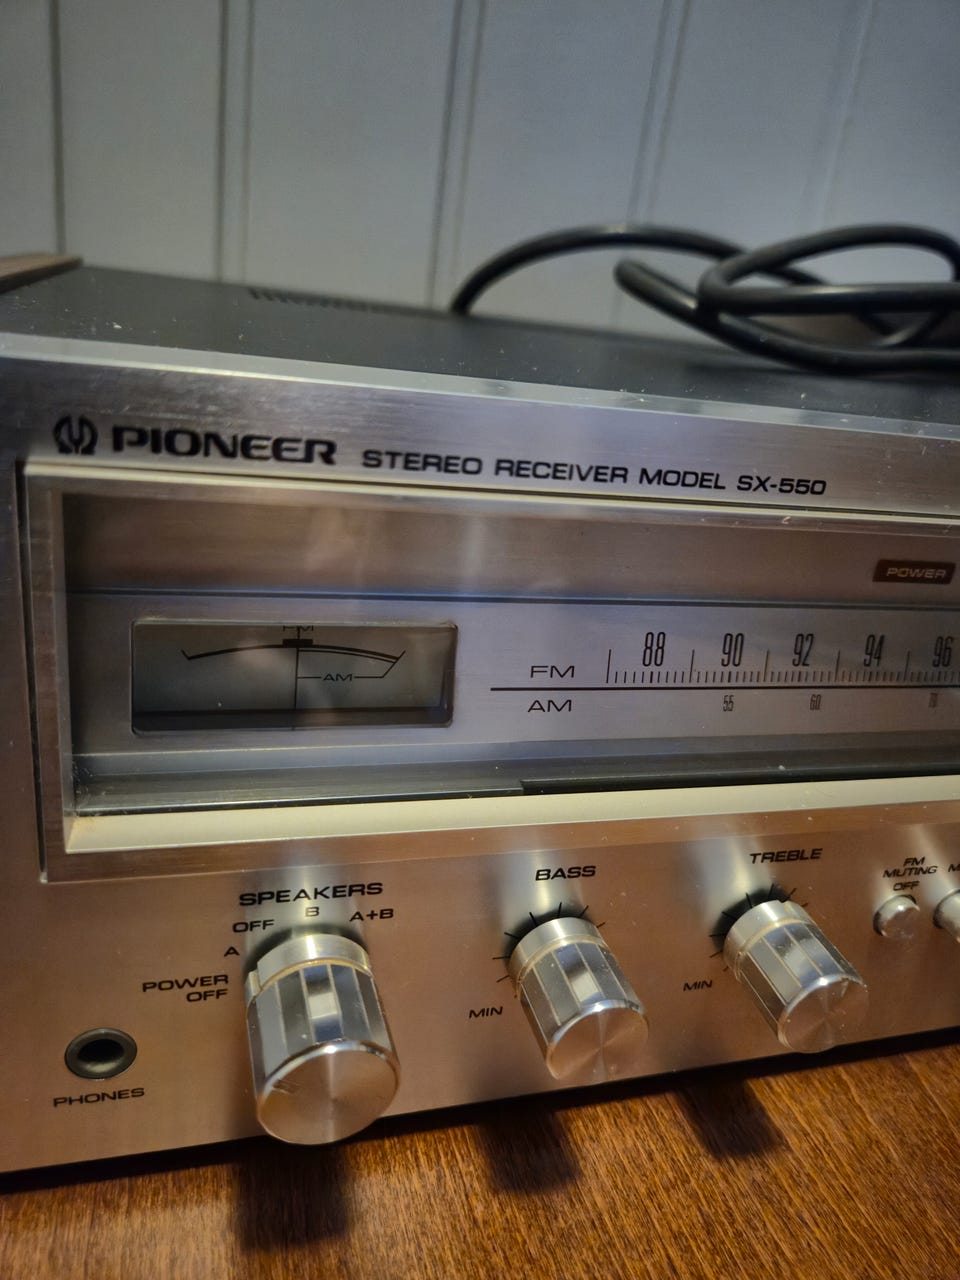 PIONEER STEREO RECEIVER MODEL SX-550
POWER
FM
AM
FM 88 90 92 94 96
AM 55 60 70
SPEAKERS
POWER OFF
A OFF B A+B
BASS
MIN
TREBLE
MIN
FM
MUTING
OFF
M
PHONES